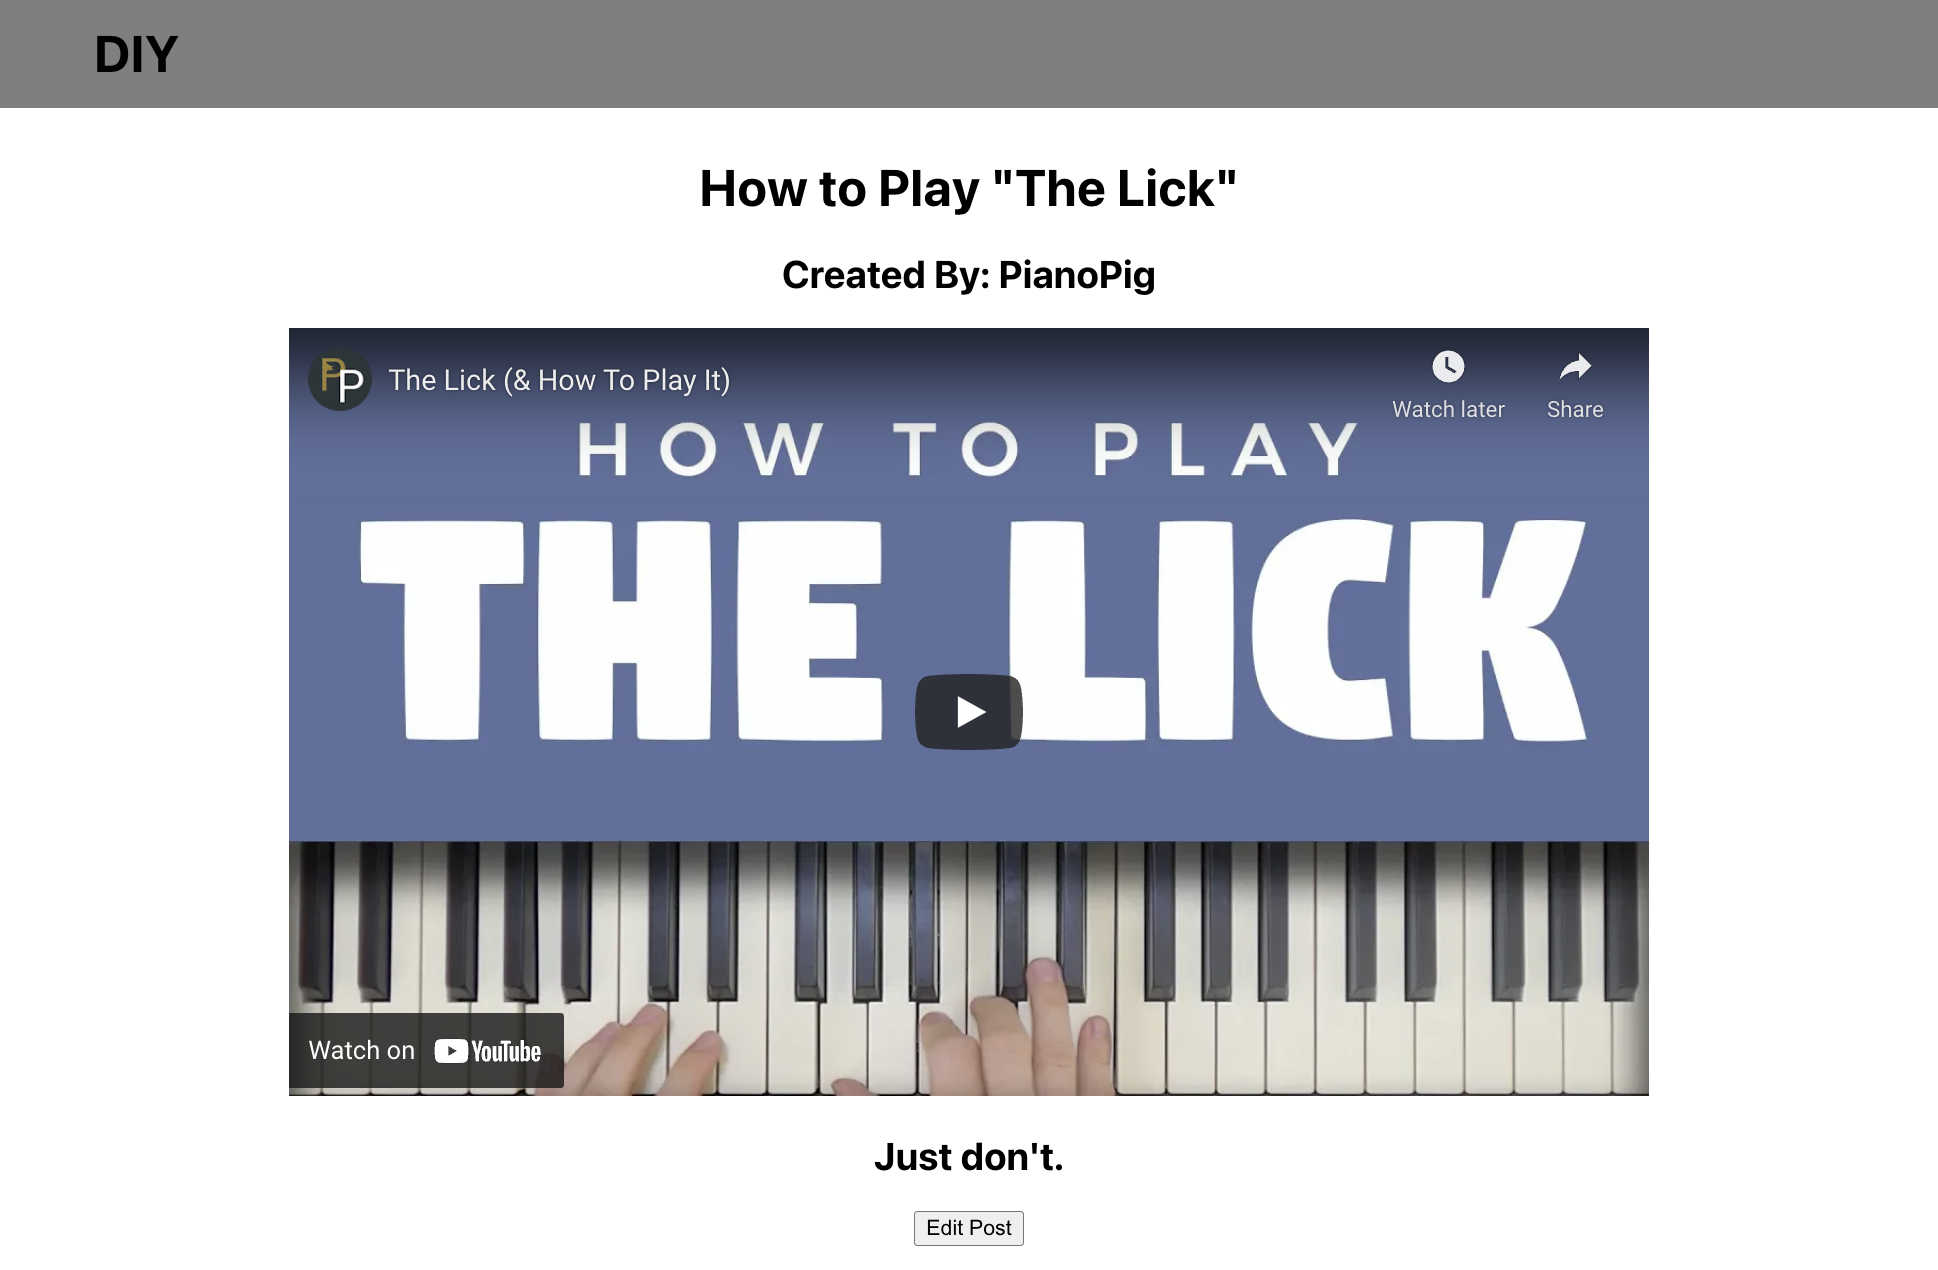 DIY
How to Play "The Lick"
Created By: PianoPig
PP The Lick (& How To Play It)
Watch later Share
HOW TO PLAY
THE LICK
Watch on YouTube
Just don't.
Edit Post